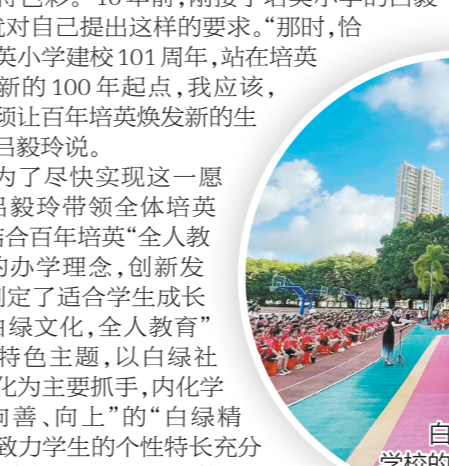 特色彩。10年前,刚接手培英小学的吕毅
就对自己提出这样的要求。“那时,恰
英小学建校101周年,站在培英
新的100年起点,我应该,
须让百年培英焕发新的生
吕毅玲说。
为了尽快实现这一愿
吕毅玲带领全体培英
结合百年培英“全人教
的办学理念,创新发
制定了适合学生成长
白绿文化,全人教育”
特色主题,以白绿社
化为主要抓手,内化学
向善、向上”的“白绿精
致力学生的个性特长充分
白
学校的